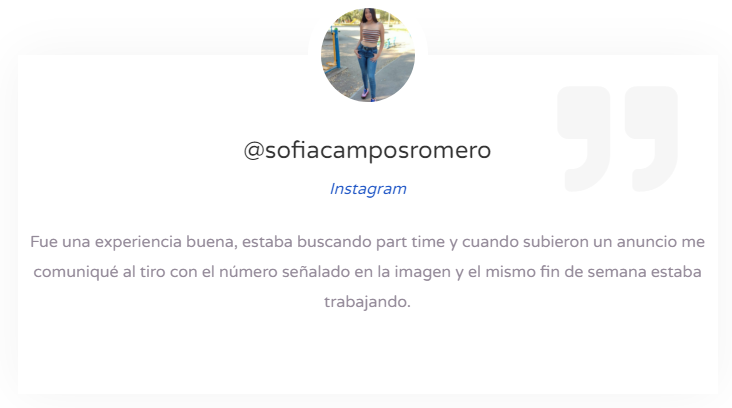 @sofiacamposromero
Instagram
Fue una experiencia buena, estaba buscando part time y cuando subieron un anuncio me
comuniqué al tiro con el número señalado en la imagen y el mismo fin de semana estaba
trabajando.